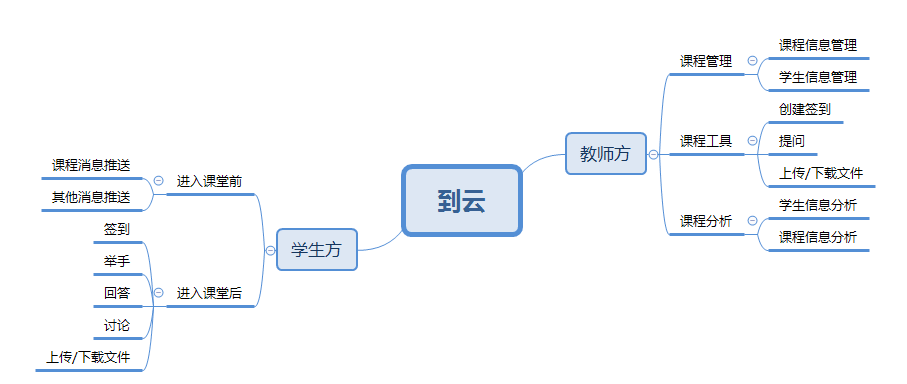 到云
教师方
课程管理
课程信息管理
学生信息管理
课程工具
创建签到
提问
上传/下载文件
课程分析
学生信息分析
课程信息分析
学生方
进入课堂前
课程消息推送
其他消息推送
进入课堂后
签到
举手
回答
讨论
上传/下载文件